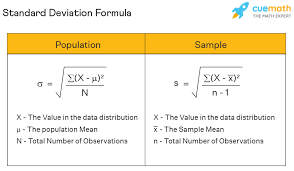 Standard Deviation Formula
cuemath
THE MATH EXPERT
Population
Sample
σ = √(∑(X - μ)² / N)
s = √(∑(X - x̅)² / n - 1)
X - The Value in the data distribution
μ - The population Mean
N - Total Number of Observations
X - The Value in the data distribution
x̅ - The Sample Mean
n - Total Number of Observations